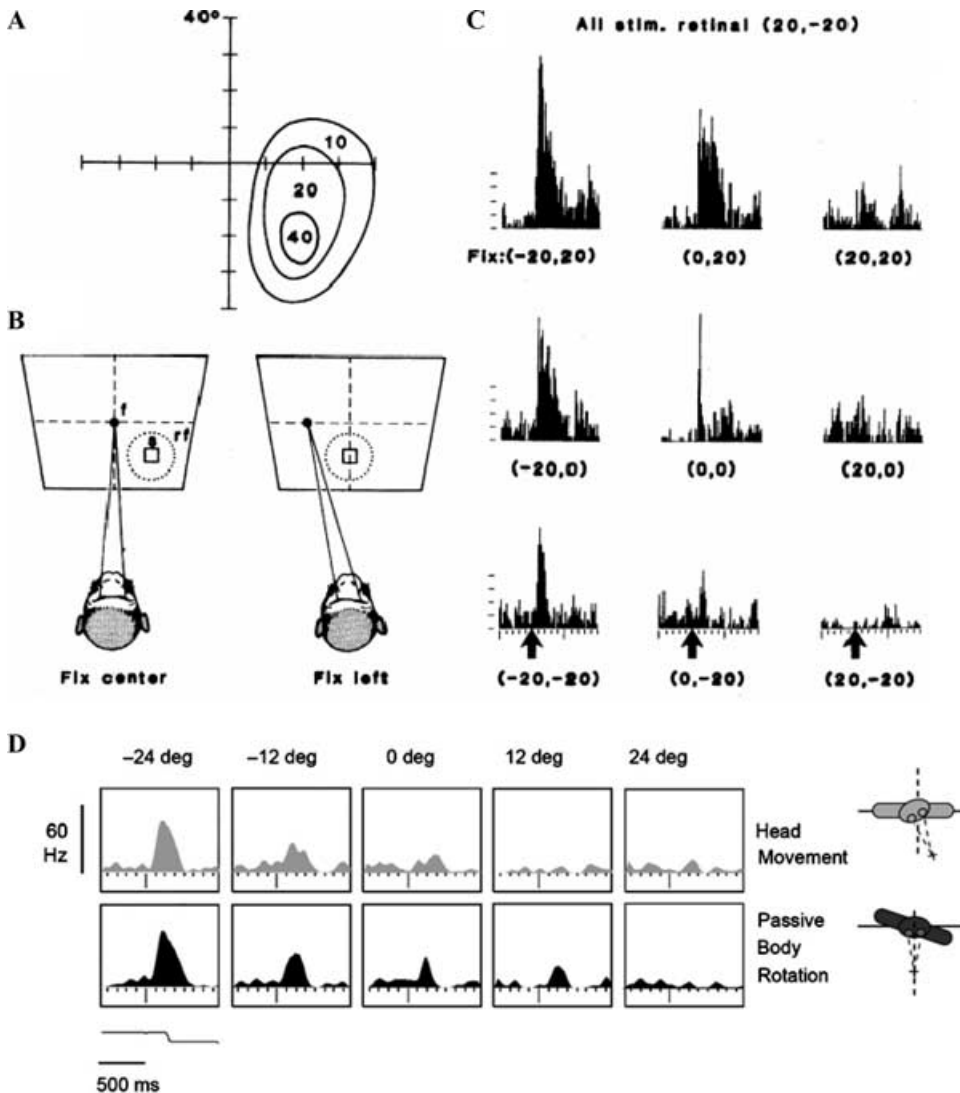 A
40°
10
20
40
B
f
s
rf
Fix center
Fix left
C
All stim. retinal (20,-20)
Fix:(-20,20)
(0,20)
(20,20)
(-20,0)
(0,0)
(20,0)
(-20,-20)
(0,-20)
(20,-20)
D
–24 deg
–12 deg
0 deg
12 deg
24 deg
60
Hz
Head
Movement
Passive
Body
Rotation
500 ms